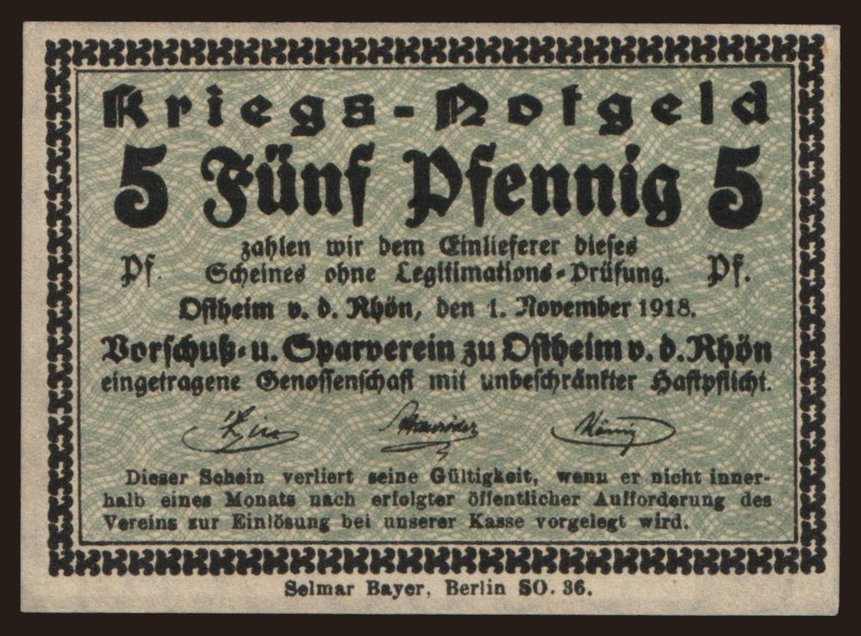 Kriegs-Notgeld
5 Fünf Pfennig 5
Pf. zahlen wir dem Einlieferer dieses Pf.
Scheines ohne Legitimations-Prüfung.
Ostheim v. d. Rhön, den 1. November 1918.
Vorschuß- u. Sparverein zu Ostheim v. d. Rhön
eingetragene Genossenschaft mit unbeschränkter Haftpflicht.
König
Dieser Schein verliert seine Gültigkeit, wenn er nicht inner-
halb eines Monats nach erfolgter öffentlicher Aufforderung des
Vereins zur Einlösung bei unserer Kasse vorgelegt wird.
Selmar Bayer, Berlin SO. 36.